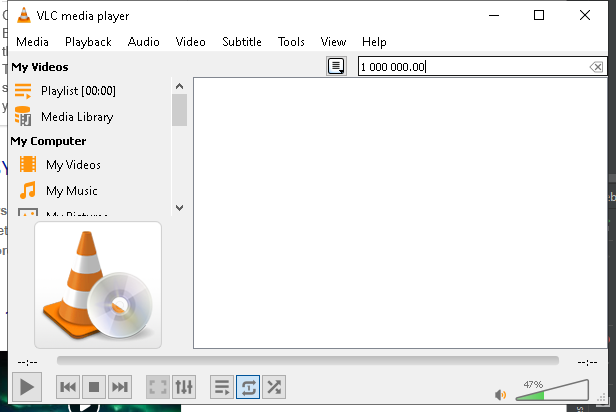 VLC media player
Media Playback Audio Video Subtitle Tools View Help
My Videos
1 000 000.00
Playlist [00:00]
Media Library
My Computer
My Videos
My Music
My Pictures
--:--
--:--
47%